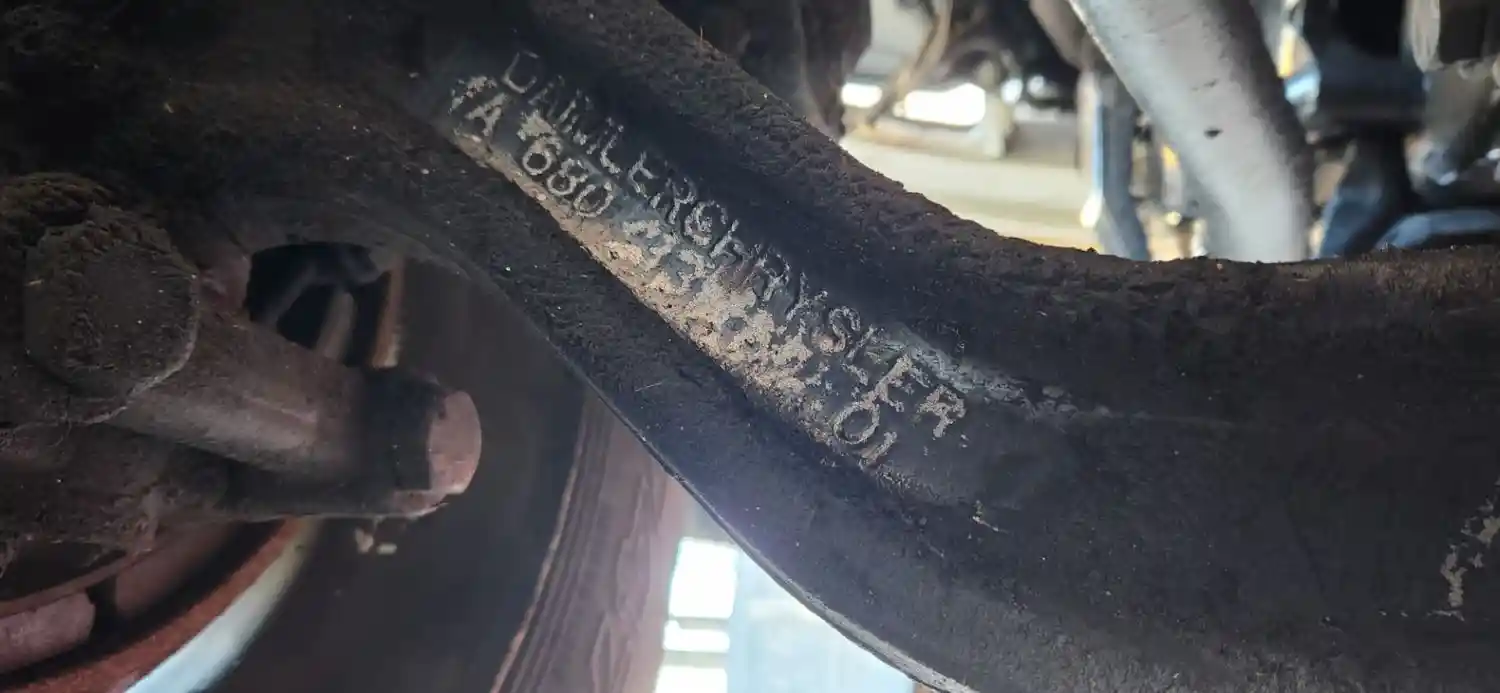 DAIMLERCHRYSLER
A 680 01